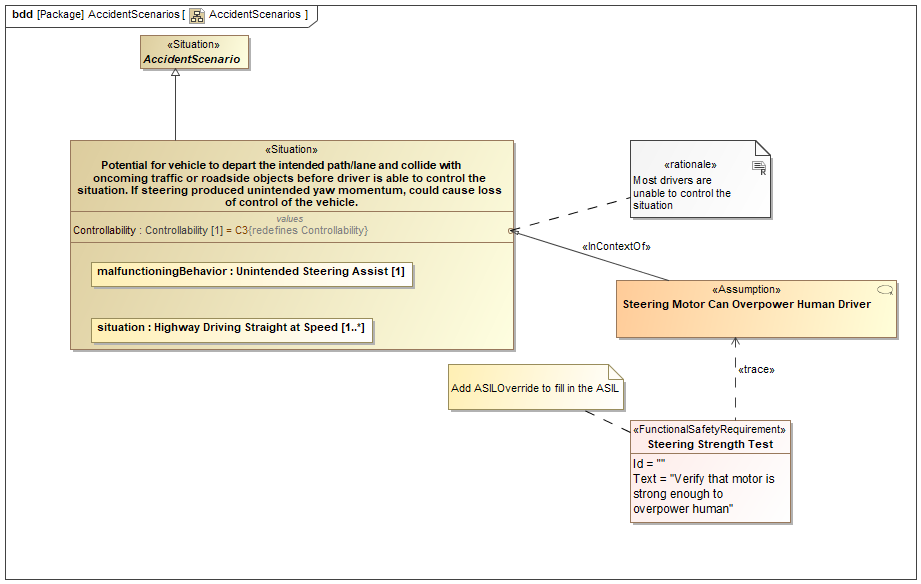 bdd [Package] AccidentScenarios [ AccidentScenarios ]
«Situation»
AccidentScenario
«Situation»
Potential for vehicle to depart the intended path/lane and collide with
oncoming traffic or roadside objects before driver is able to control the
situation. If steering produced unintended yaw momentum, could cause loss
of control of the vehicle.
values
Controllability : Controllability [1] = C3{redefines Controllability}
malfunctioningBehavior : Unintended Steering Assist [1]
situation : Highway Driving Straight at Speed [1..*]
«rationale»
Most drivers are
unable to control the
situation
«InContextOf»
«Assumption»
Steering Motor Can Overpower Human Driver
«trace»
Add ASILOverride to fill in the ASIL
«FunctionalSafetyRequirement»
Steering Strength Test
Id = ""
Text = "Verify that motor is
strong enough to
overpower human"